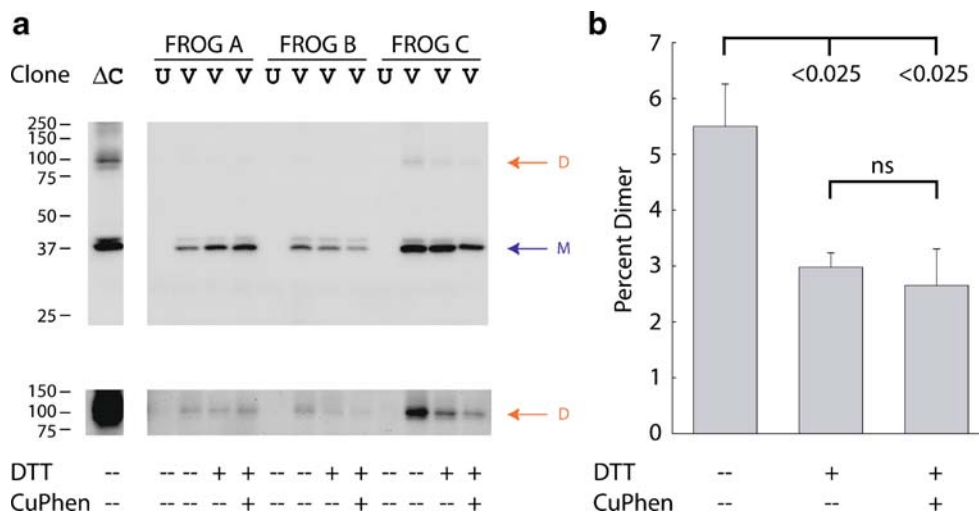 a
FROG A FROG B FROG C
Clone ΔC U V V V U V V V U V V V
250
150
100
75
50
37
25
D
M
150
100
75
D
DTT -- -- -- + + -- -- + + -- -- + +
CuPhen -- -- -- -- + -- -- -- + -- -- -- +
b
7
6
5
4
3
2
1
0
Percent Dimer
<0.025 <0.025
ns
DTT -- + +
CuPhen -- -- +